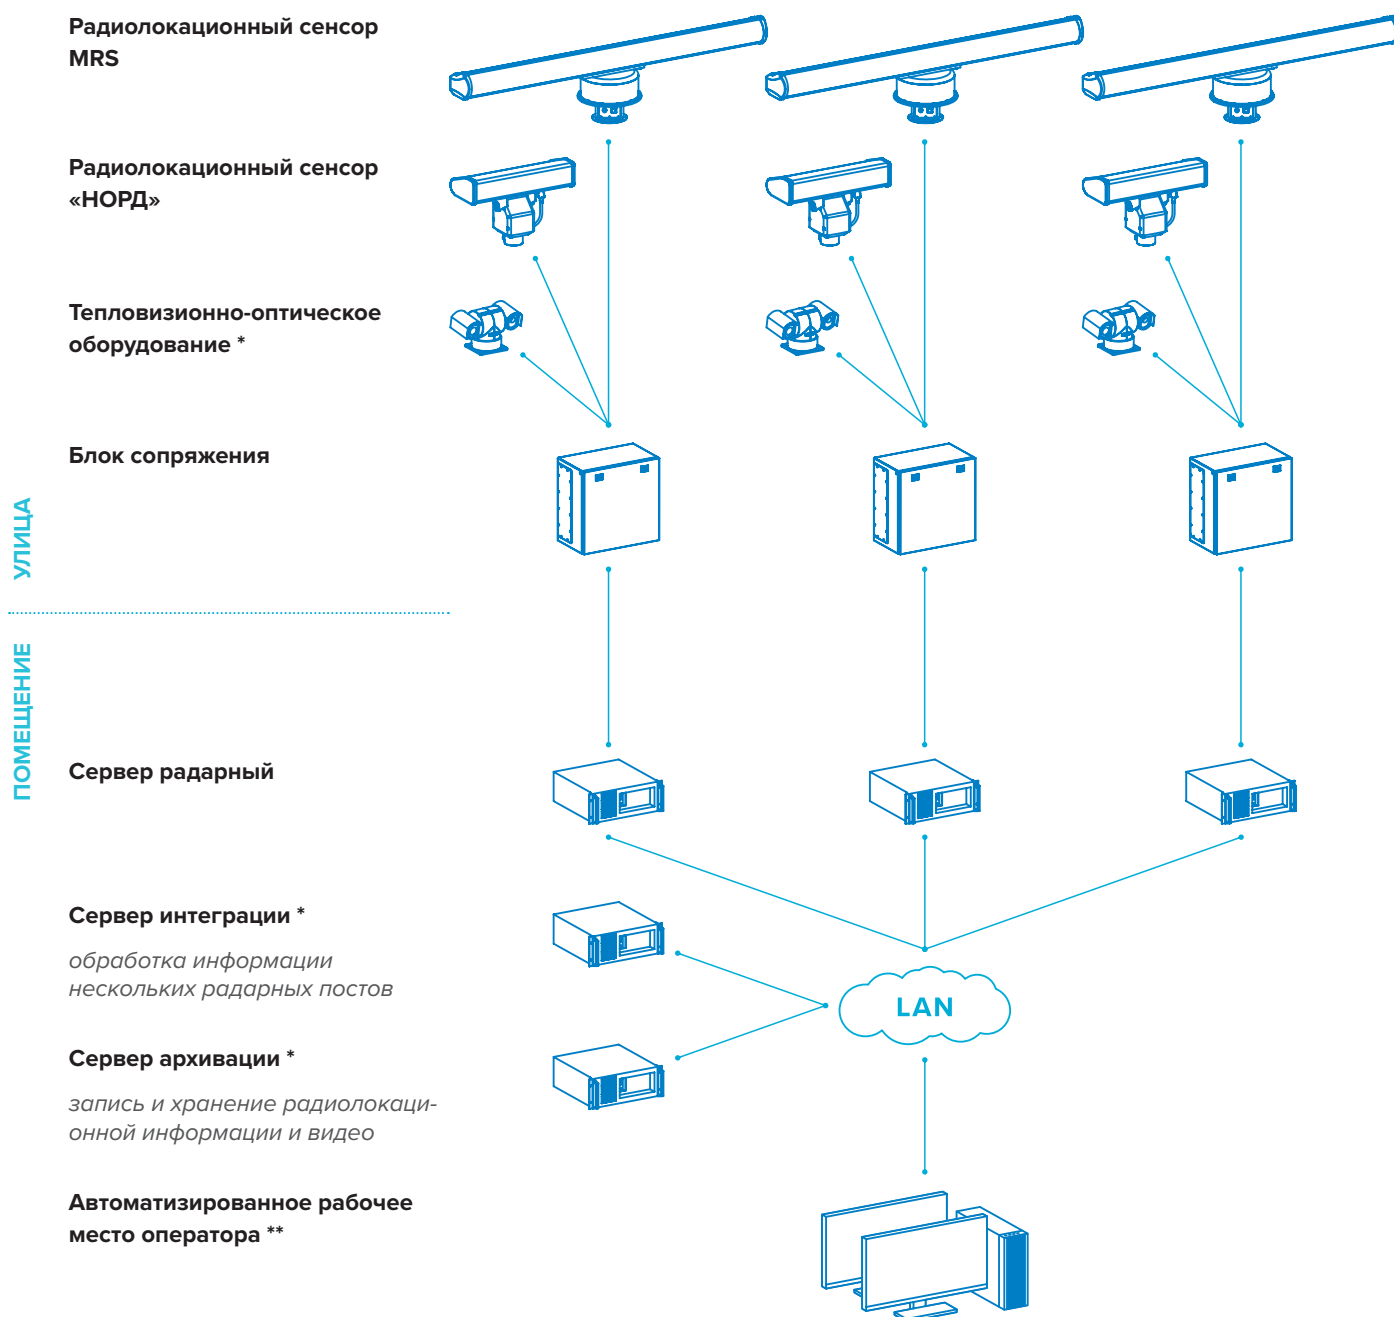 Радиолокационный сенсор
MRS
Радиолокационный сенсор
«НОРД»
Тепловизионно-оптическое
оборудование *
Блок сопряжения
УЛИЦА
ПОМЕЩЕНИЕ
Сервер радарный
Сервер интеграции *
обработка информации
нескольких радарных постов
LAN
Сервер архивации *
запись и хранение радиолокаци-
онной информации и видео
Автоматизированное рабочее
место оператора **